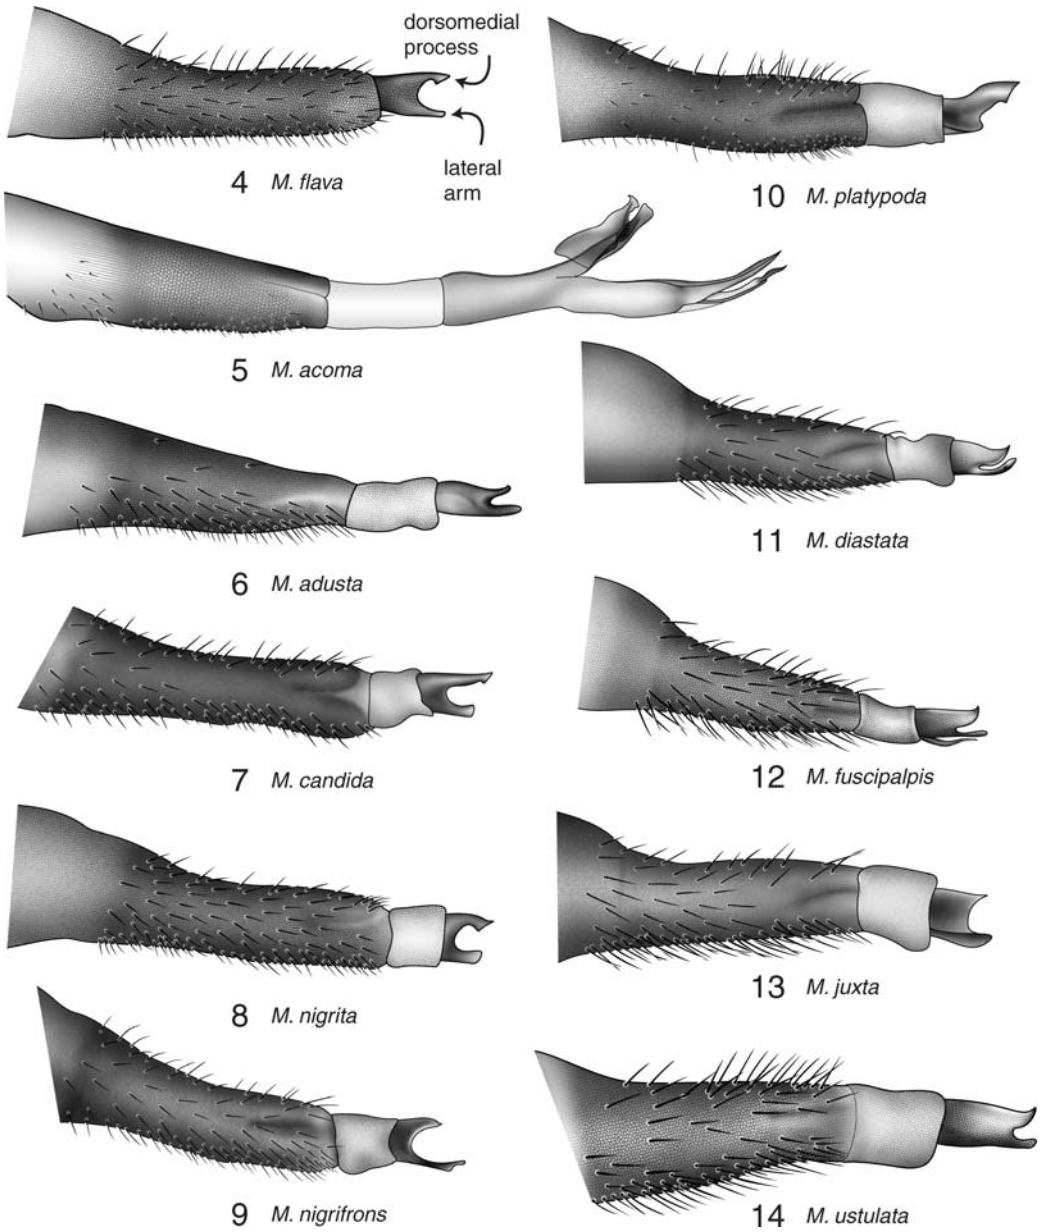 dorsomedial
process
lateral
arm
4 M. flava
10 M. platypoda
5 M. acoma
11 M. diastata
6 M. adusta
12 M. fuscipalpis
7 M. candida
13 M. juxta
8 M. nigrita
14 M. ustulata
9 M. nigrifrons